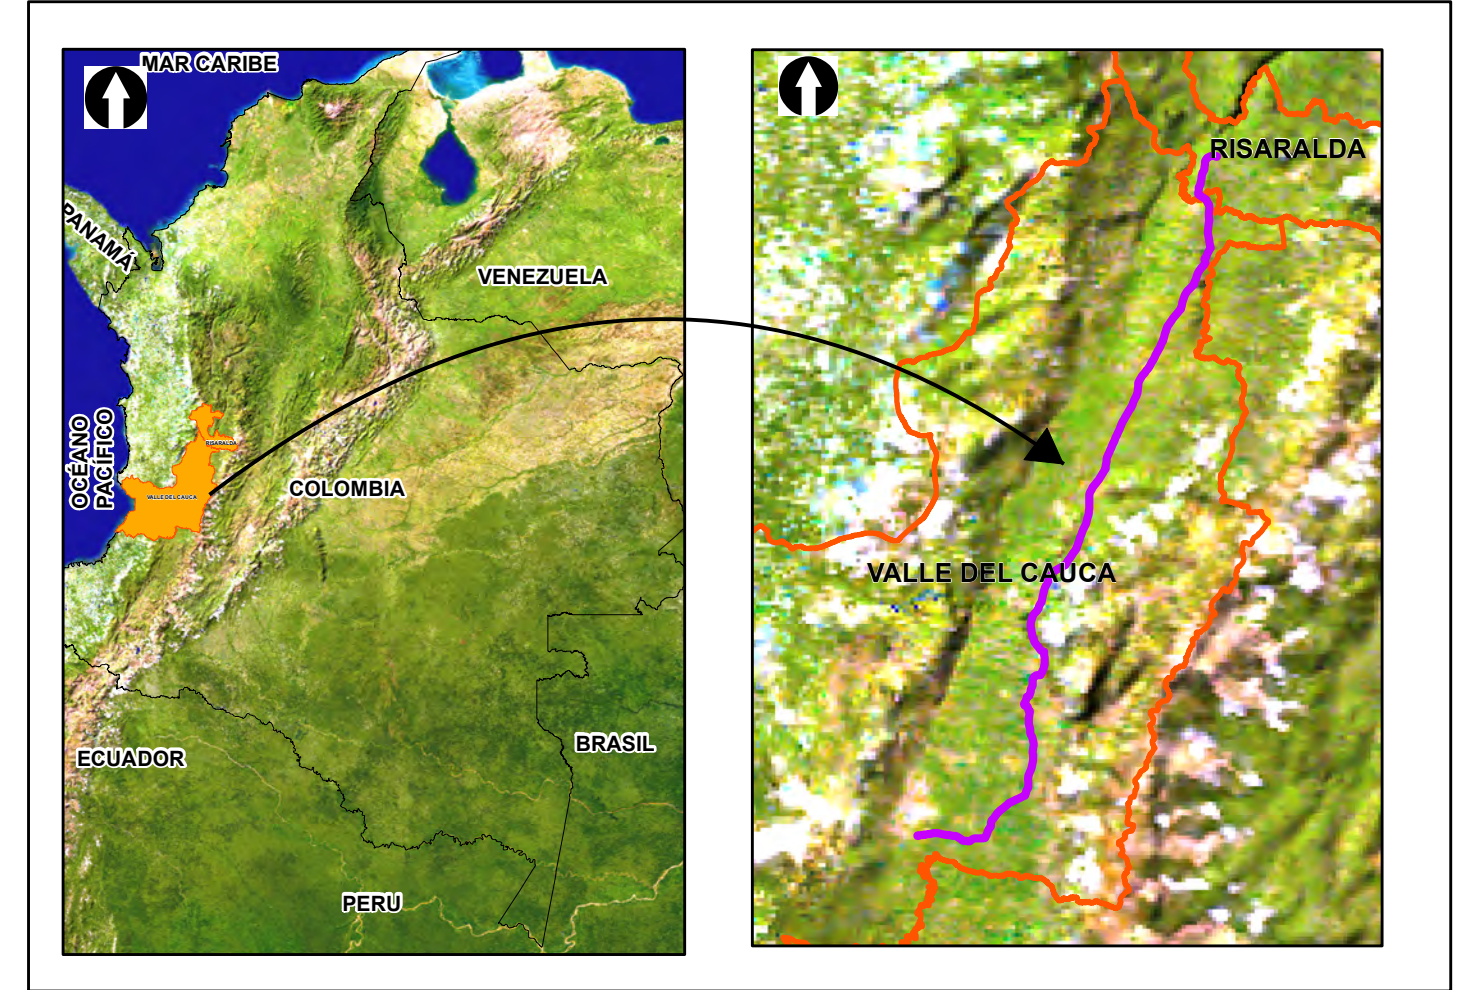 MAR CARIBE
PANAMÁ
VENEZUELA
OCÉANO
PACÍFICO
RISARALDA
VALLE DEL CAUCA
COLOMBIA
ECUADOR
BRASIL
PERU
RISARALDA
VALLE DEL CAUCA